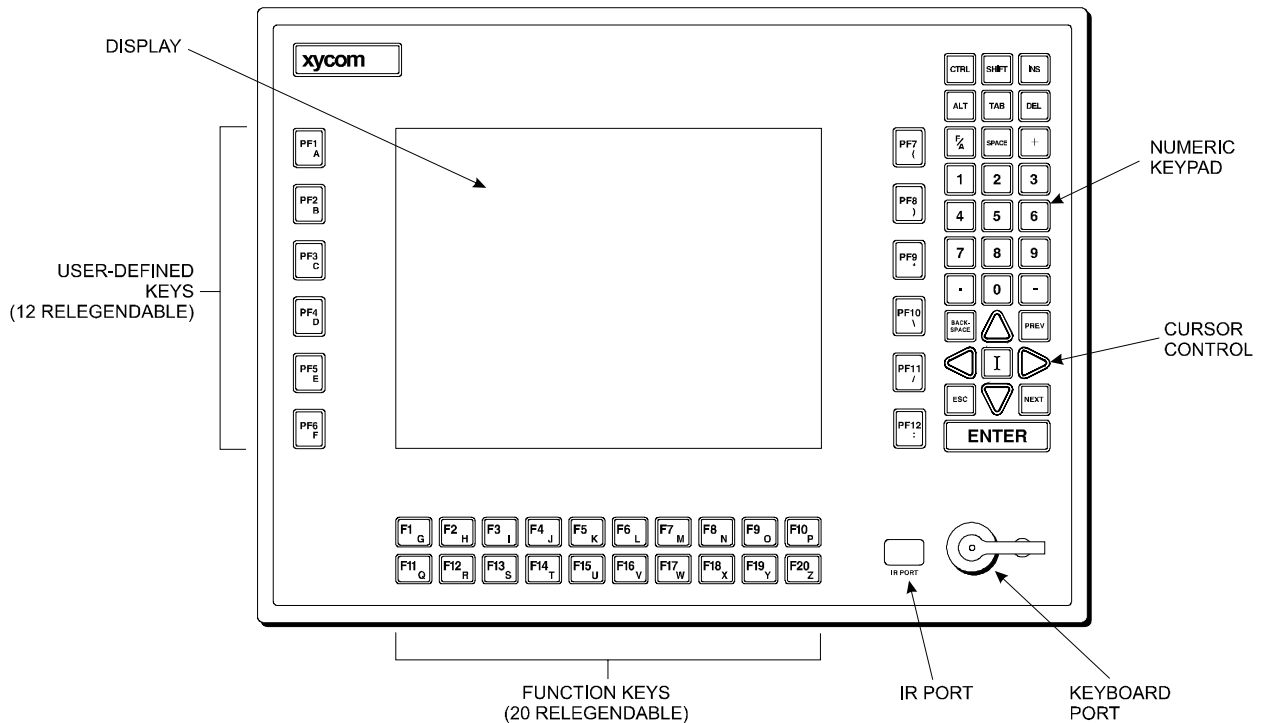 DISPLAY
xycom
CTRL SHIFT INS
ALT TAB DEL
F/A SPACE +
1 2 3
4 5 6
7 8 9
. 0 -
BACK-
SPACE
PREV
I
ESC NEXT
ENTER
NUMERIC
KEYPAD
CURSOR
CONTROL
PF1 A
PF2 B
PF3 C
PF4 D
PF5 E
PF6 F
USER-DEFINED
KEYS
(12 RELEGENDABLE)
PF7 (
PF8 )
PF9 *
PF10 \
PF11 /
PF12 :
F1 G F2 H F3 I F4 J F5 K F6 L F7 M F8 N F9 O F10 P
F11 Q F12 R F13 S F14 T F15 U F16 V F17 W F18 X F19 Y F20 Z
IR PORT
FUNCTION KEYS
(20 RELEGENDABLE)
IR PORT
KEYBOARD
PORT